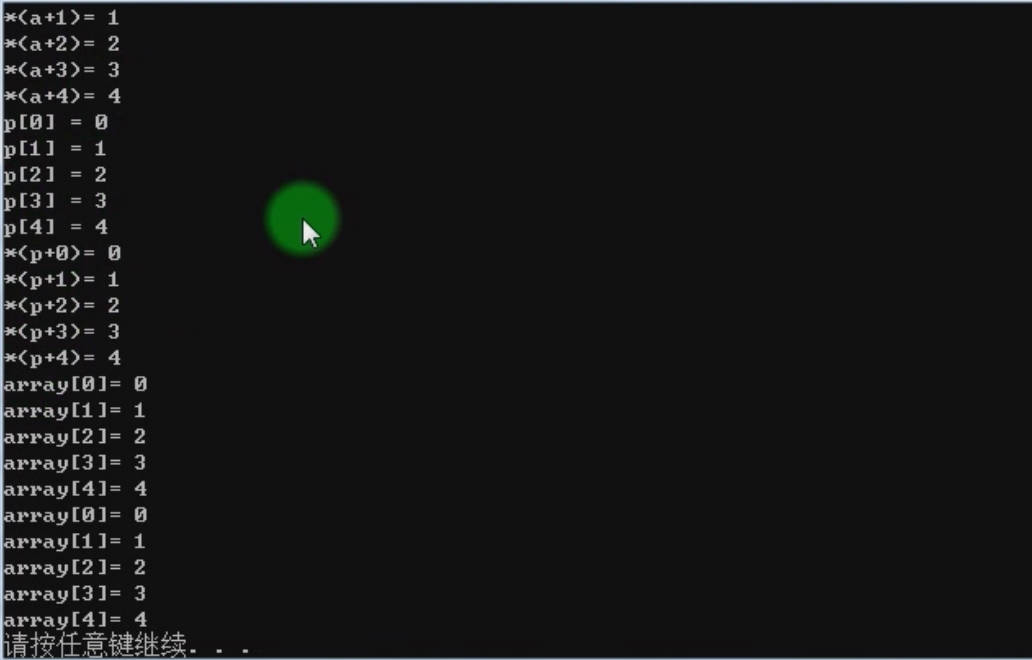 *(a+1)= 1
*(a+2)= 2
*(a+3)= 3
*(a+4)= 4
p[0] = 0
p[1] = 1
p[2] = 2
p[3] = 3
p[4] = 4
*(p+0)= 0
*(p+1)= 1
*(p+2)= 2
*(p+3)= 3
*(p+4)= 4
array[0]= 0
array[1]= 1
array[2]= 2
array[3]= 3
array[4]= 4
array[0]= 0
array[1]= 1
array[2]= 2
array[3]= 3
array[4]= 4
请按任意键继续. . .